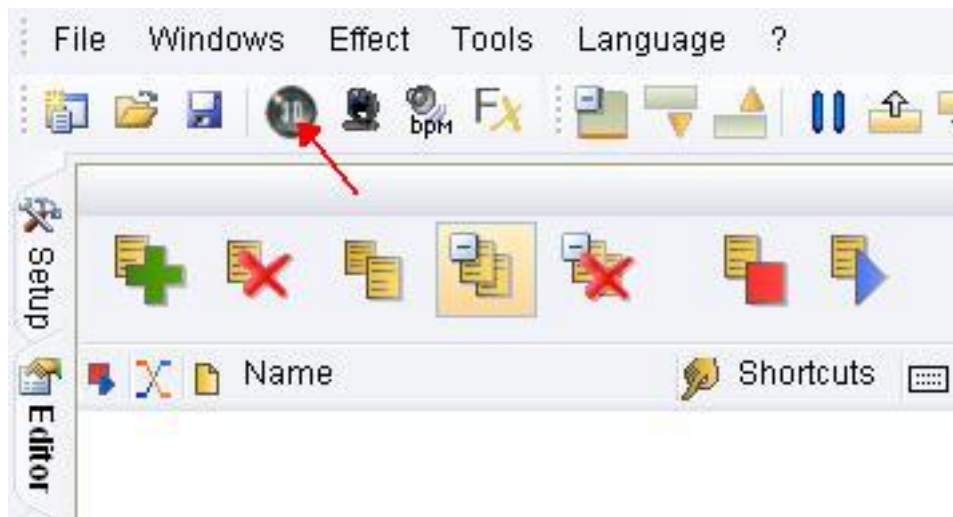 File Windows Effect Tools Language ?
bpm Fx
Setup
Name Shortcuts
Editor